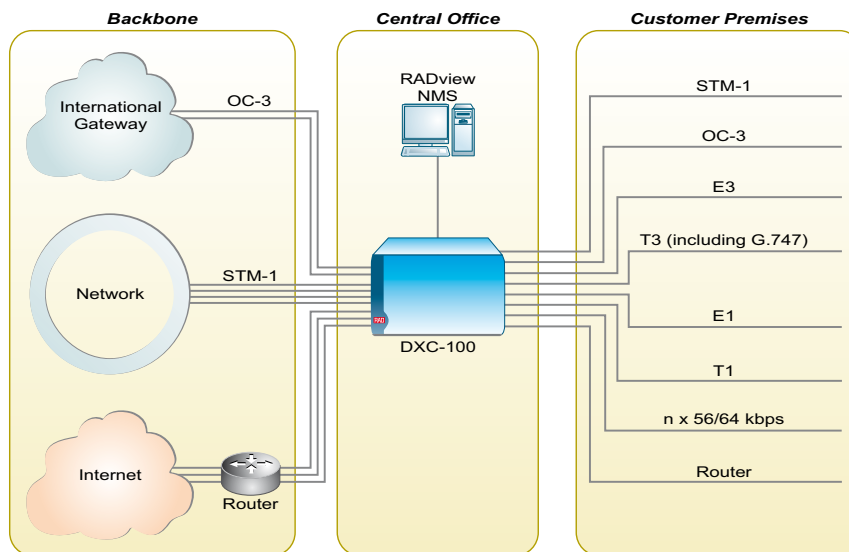 Backbone
Central Office
Customer Premises
International
Gateway
OC-3
Network
STM-1
Internet
Router
RADview
NMS
RAD
DXC-100
STM-1
OC-3
E3
T3 (including G.747)
E1
T1
n x 56/64 kbps
Router